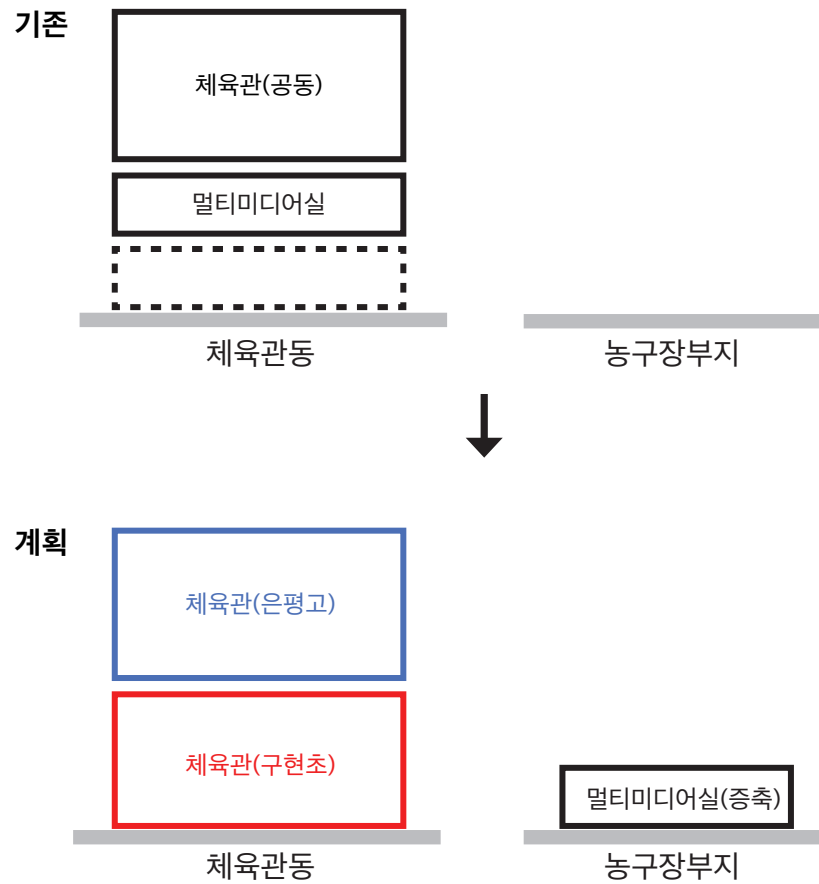 기존
체육관(공동)
멀티미디어실
체육관동
농구장부지
계획
체육관(은평고)
체육관(구현초)
멀티미디어실(증축)
체육관동
농구장부지